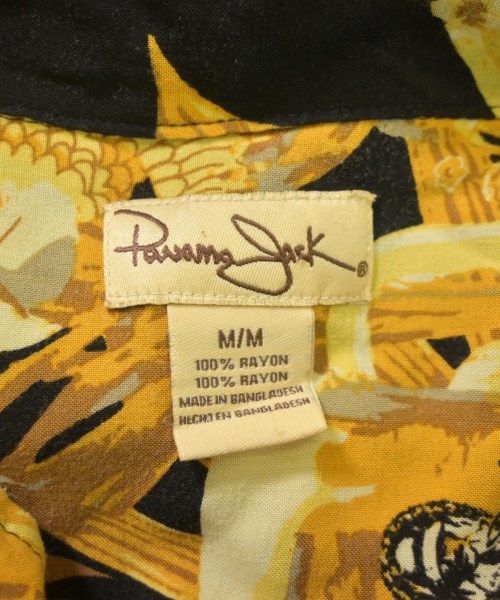 Panama Jack ®
M/M
100% RAYON
100% RAYON
MADE IN BANGLADESH
HECHO EN BANGLADESH